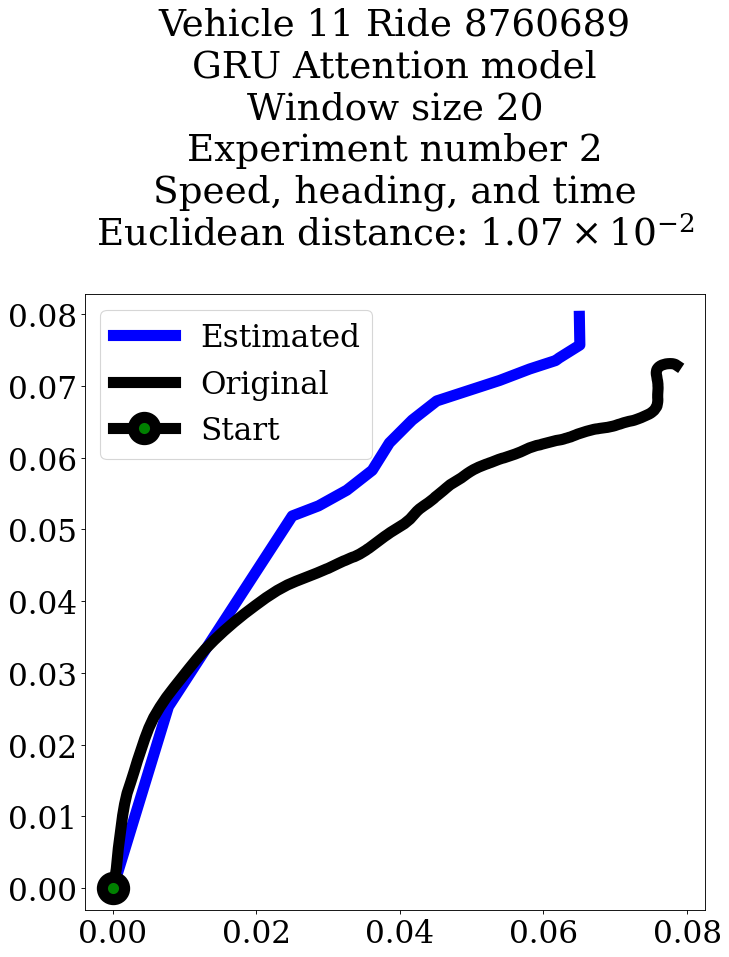 Vehicle 11 Ride 8760689
GRU Attention model
Window size 20
Experiment number 2
Speed, heading, and time
Euclidean distance: 1.07 × 10⁻²
Estimated
Original
Start
0.08
0.07
0.06
0.05
0.04
0.03
0.02
0.01
0.00
0.00 0.02 0.04 0.06 0.08